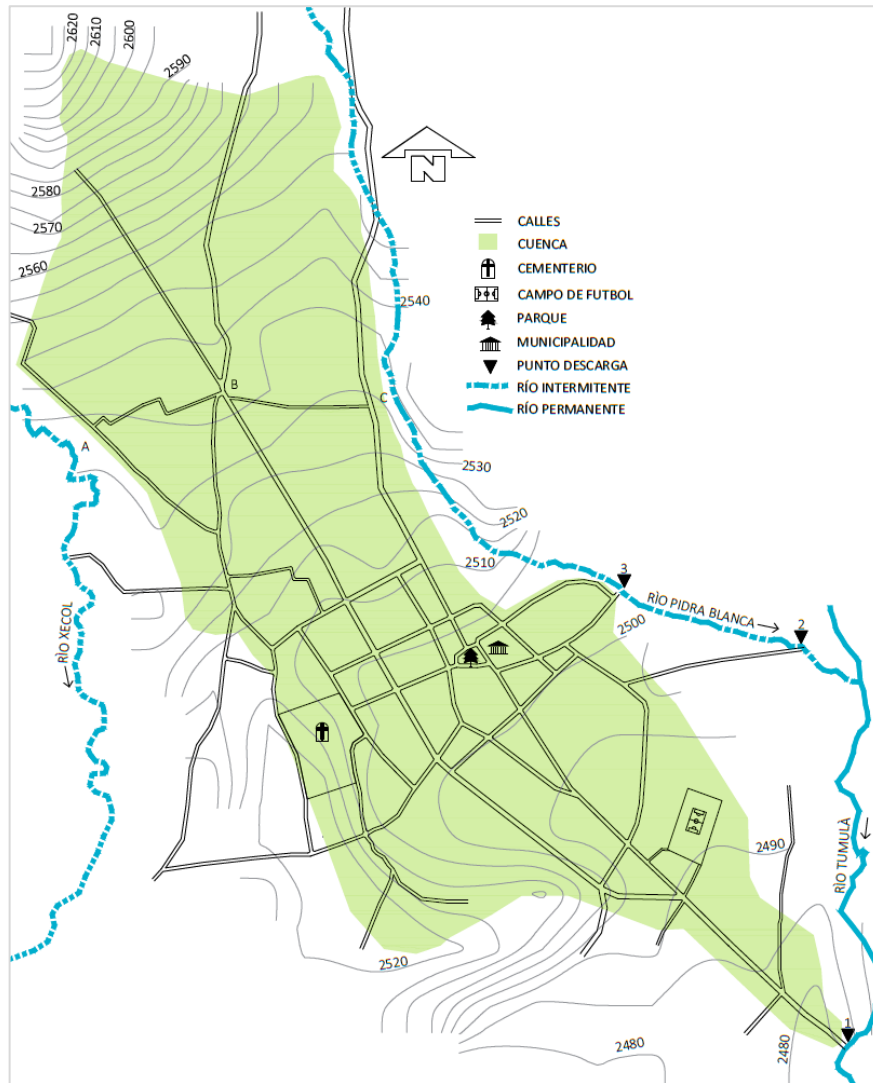 2620
2610
2600
2590
N
2580
2570
2560
2540
CALLES
CUENCA
CEMENTERIO
CAMPO DE FUTBOL
PARQUE
MUNICIPALIDAD
PUNTO DESCARGA
RÍO INTERMITENTE
RÍO PERMANENTE
B
C
A
2530
2520
2510
3
RÌO PIDRA BLANCA
2
2500
RÌO XECOL
2490
RÌO TUMULÀ
2520
1
2480
2480